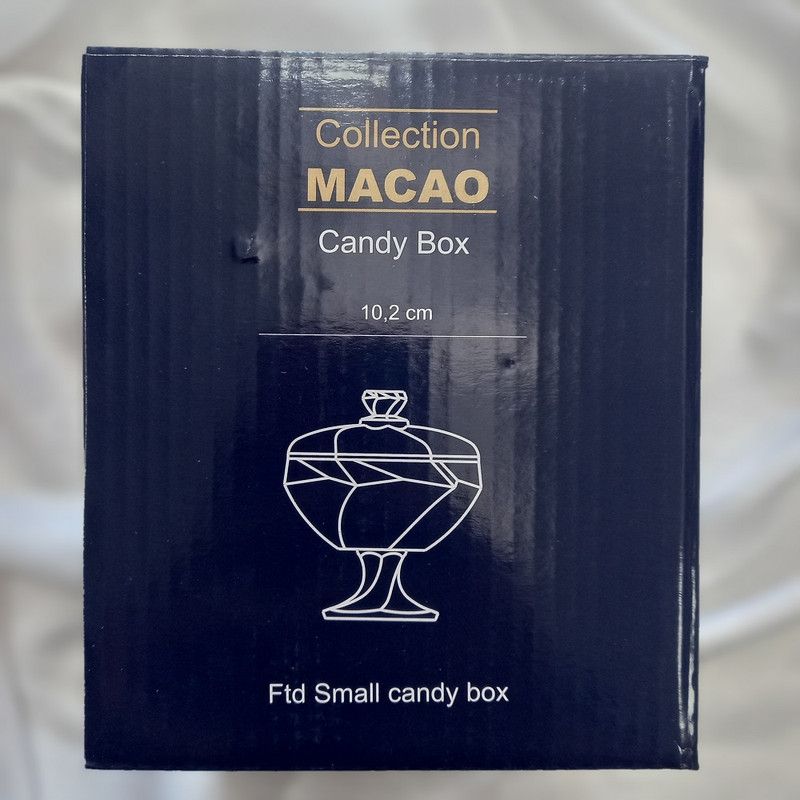 Collection
MACAO
Candy Box
10,2 cm
Ftd Small candy box